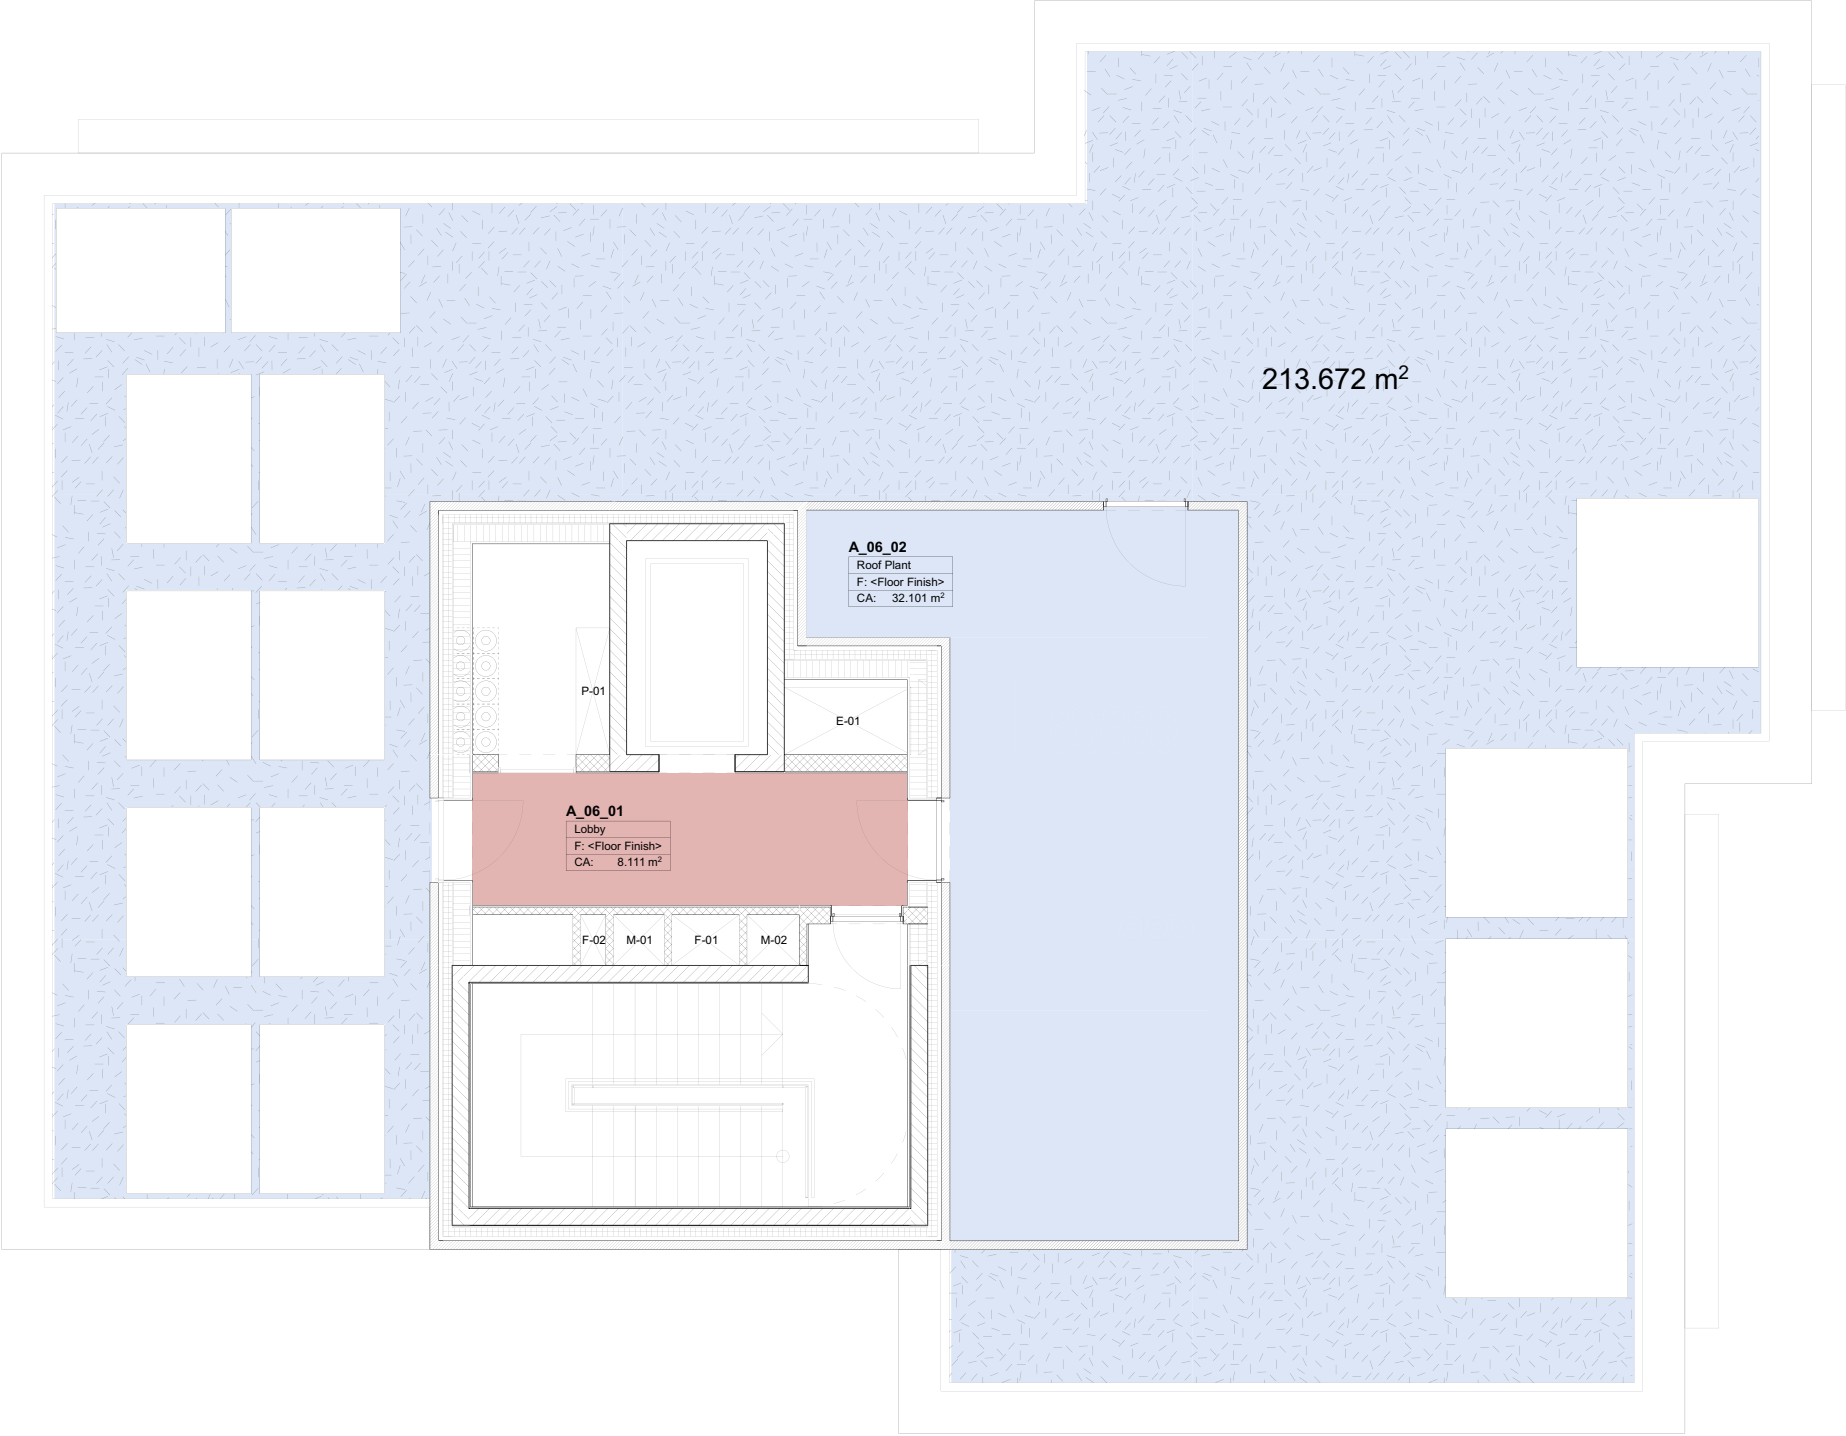 213.672 m²
A_06_02
Roof Plant
F: <Floor Finish>
CA: 32.101 m²
P-01
E-01
A_06_01
Lobby
F: <Floor Finish>
CA: 8.111 m²
F-02 M-01 F-01 M-02